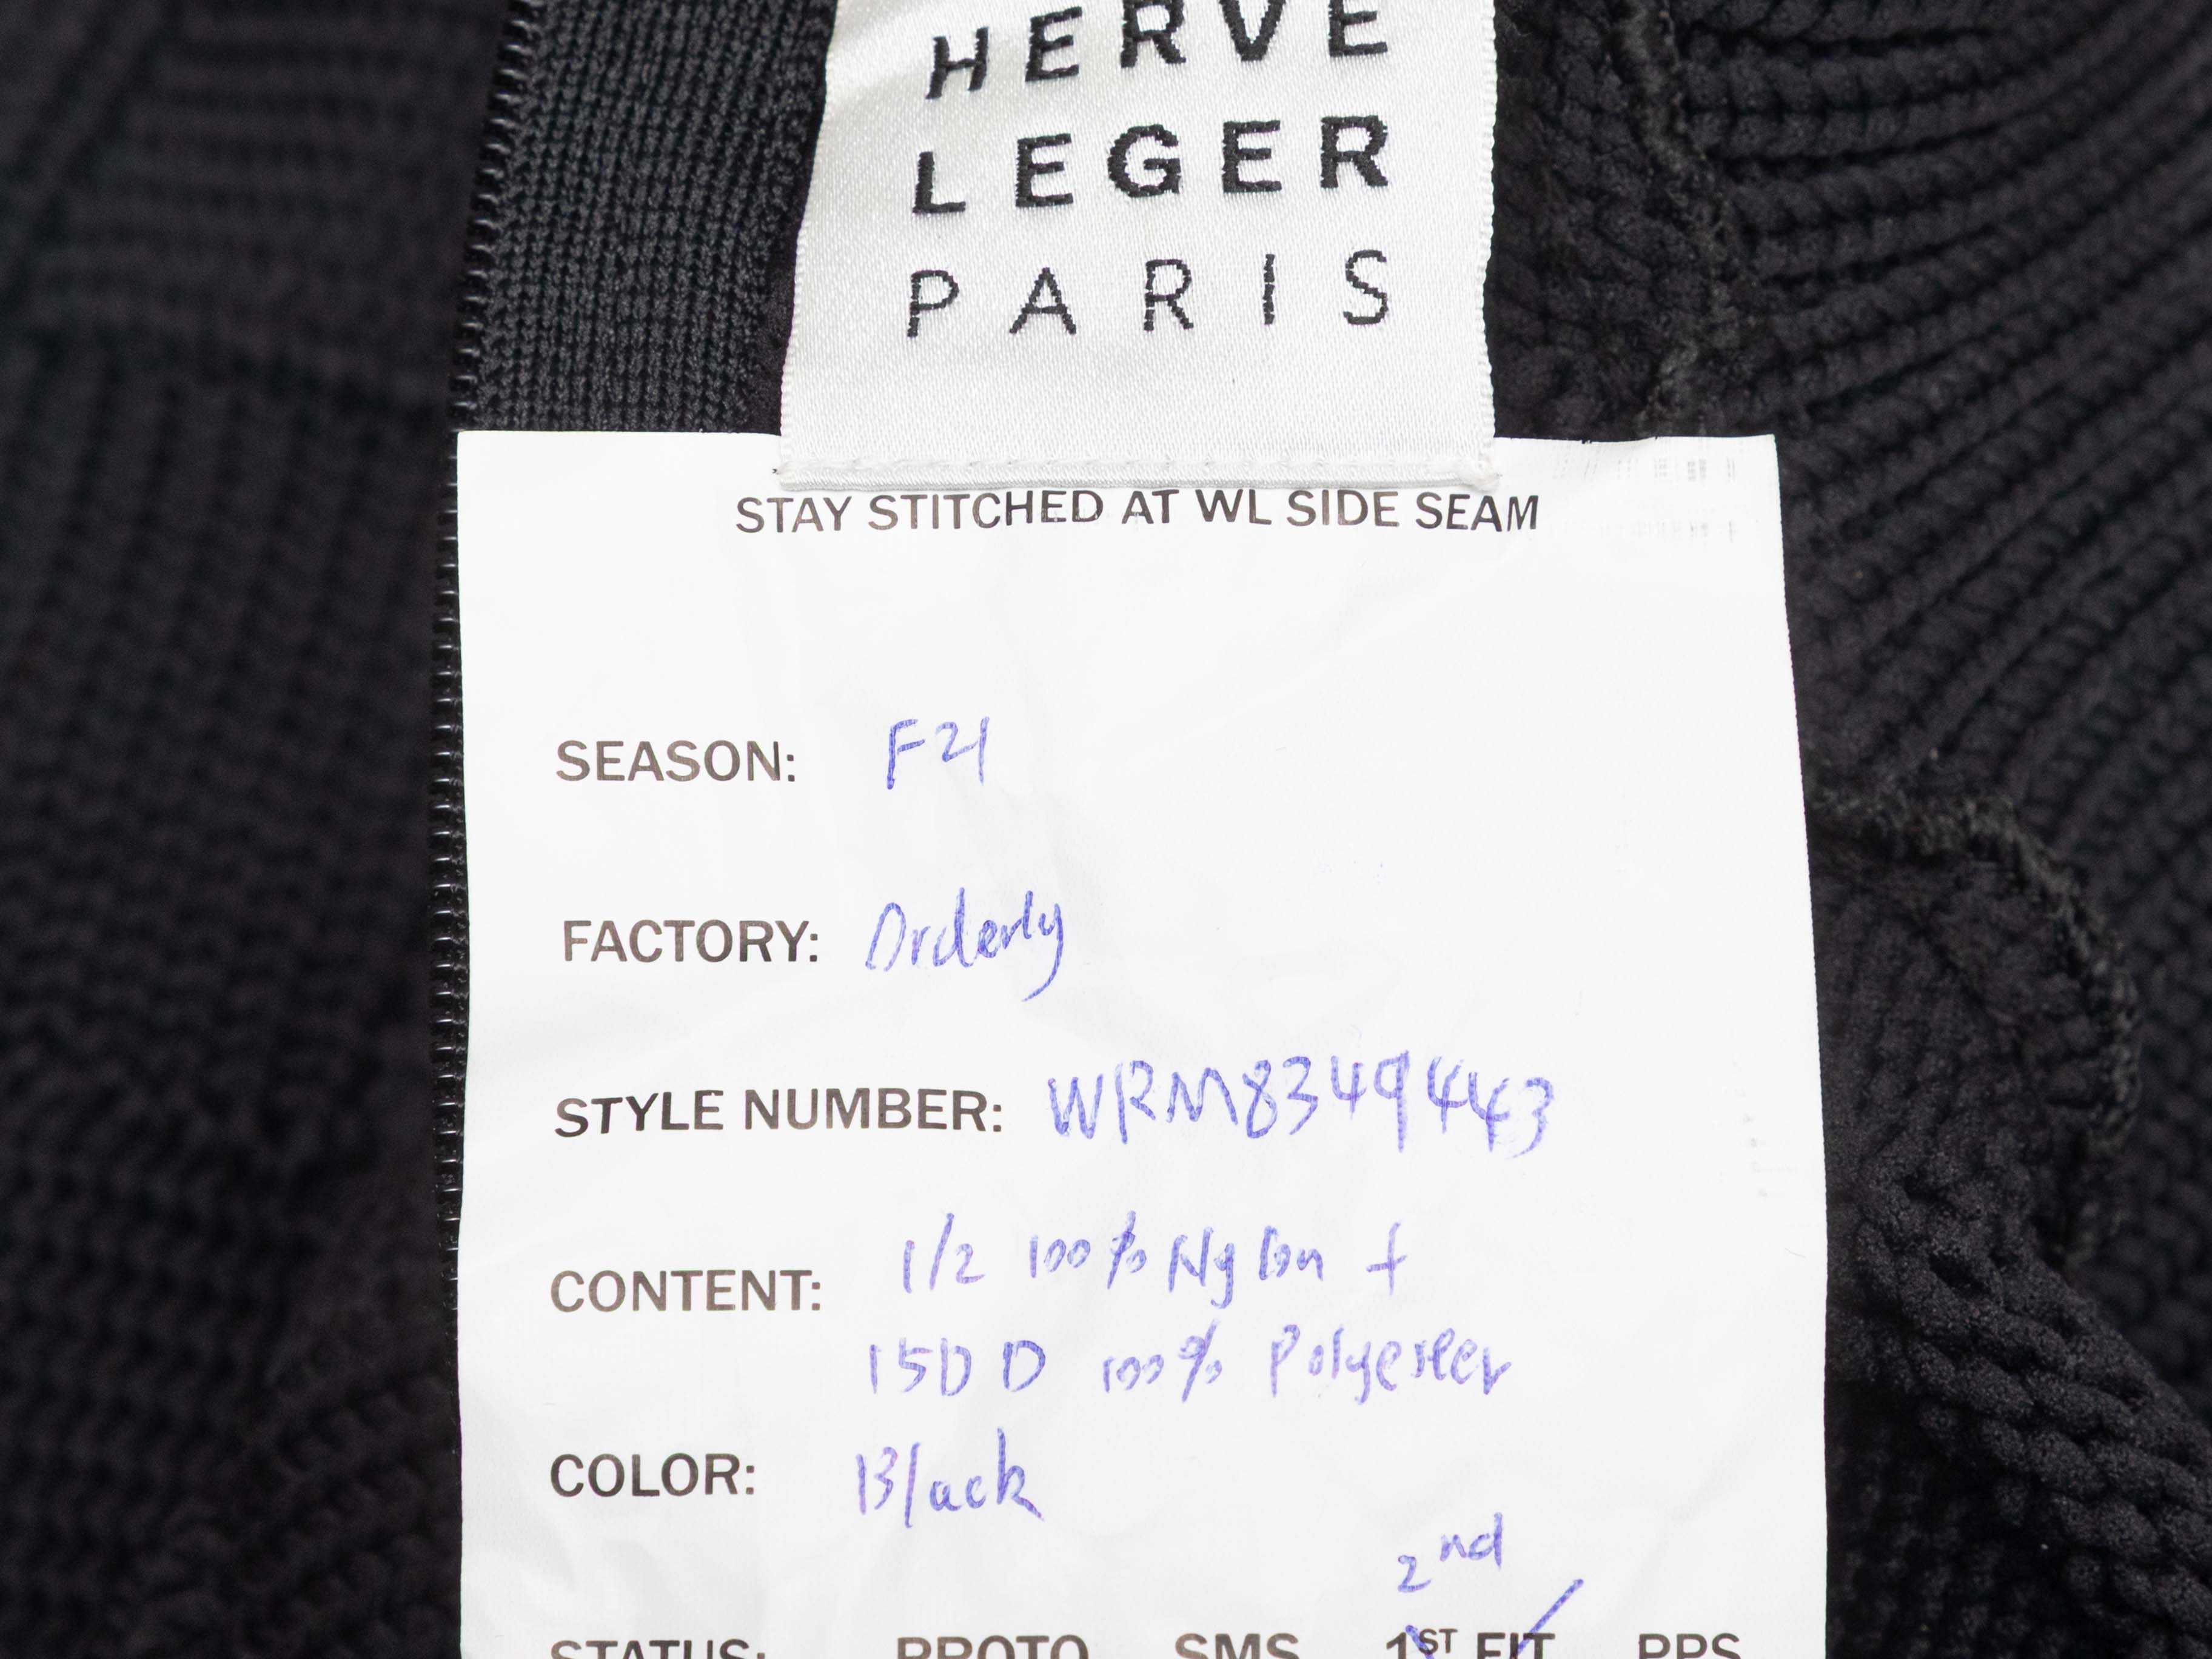 HERVE
LEGER
PARIS
STAY STITCHED AT WL SIDE SEAM
SEASON: F21
FACTORY: Orderly
STYLE NUMBER: WRM8349443
CONTENT: 1/2 100% Nylon +
150D 100% Polyester
COLOR: Black
2nd
STATUS: PROTO SMS 1ST FIT PPS